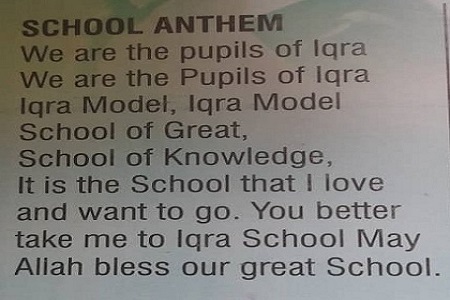 SCHOOL ANTHEM
We are the pupils of Iqra
We are the Pupils of Iqra
Iqra Model, Iqra Model
School of Great,
School of Knowledge,
It is the School that I love
and want to go. You better
take me to Iqra School May
Allah bless our great School.